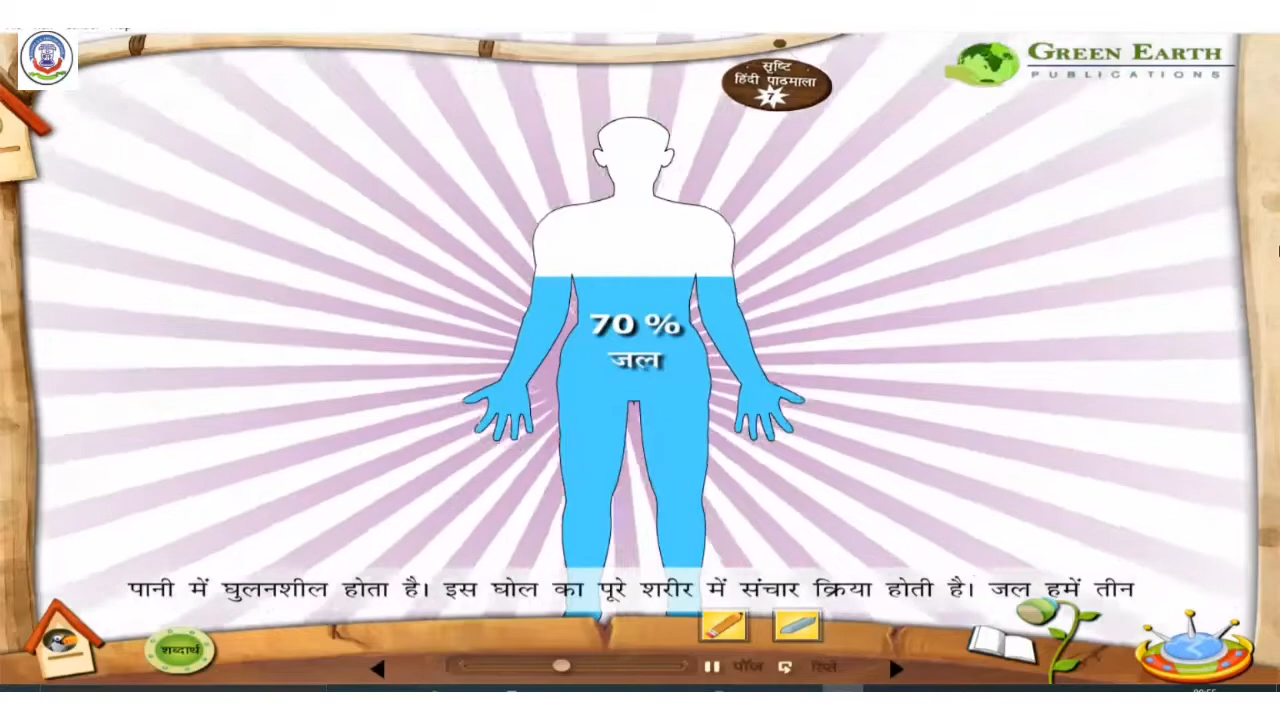 सृष्टि
हिंदी पाठमाला
7
GREEN EARTH
PUBLICATIONS
70 %
जल
पानी में घुलनशील होता है। इस घोल का पूरे शरीर में संचार क्रिया होती है। जल हमें तीन
शब्दार्थ
पॉज रिप्ले